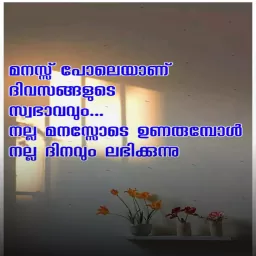 മനസ്സ് പോലെയാണ്
ദിവസങ്ങളുടെ
സ്വഭാവവും...
നല്ല മനസ്സോടെ ഉണരുമ്പോൾ
നല്ല ദിനവും ലഭിക്കുന്നു